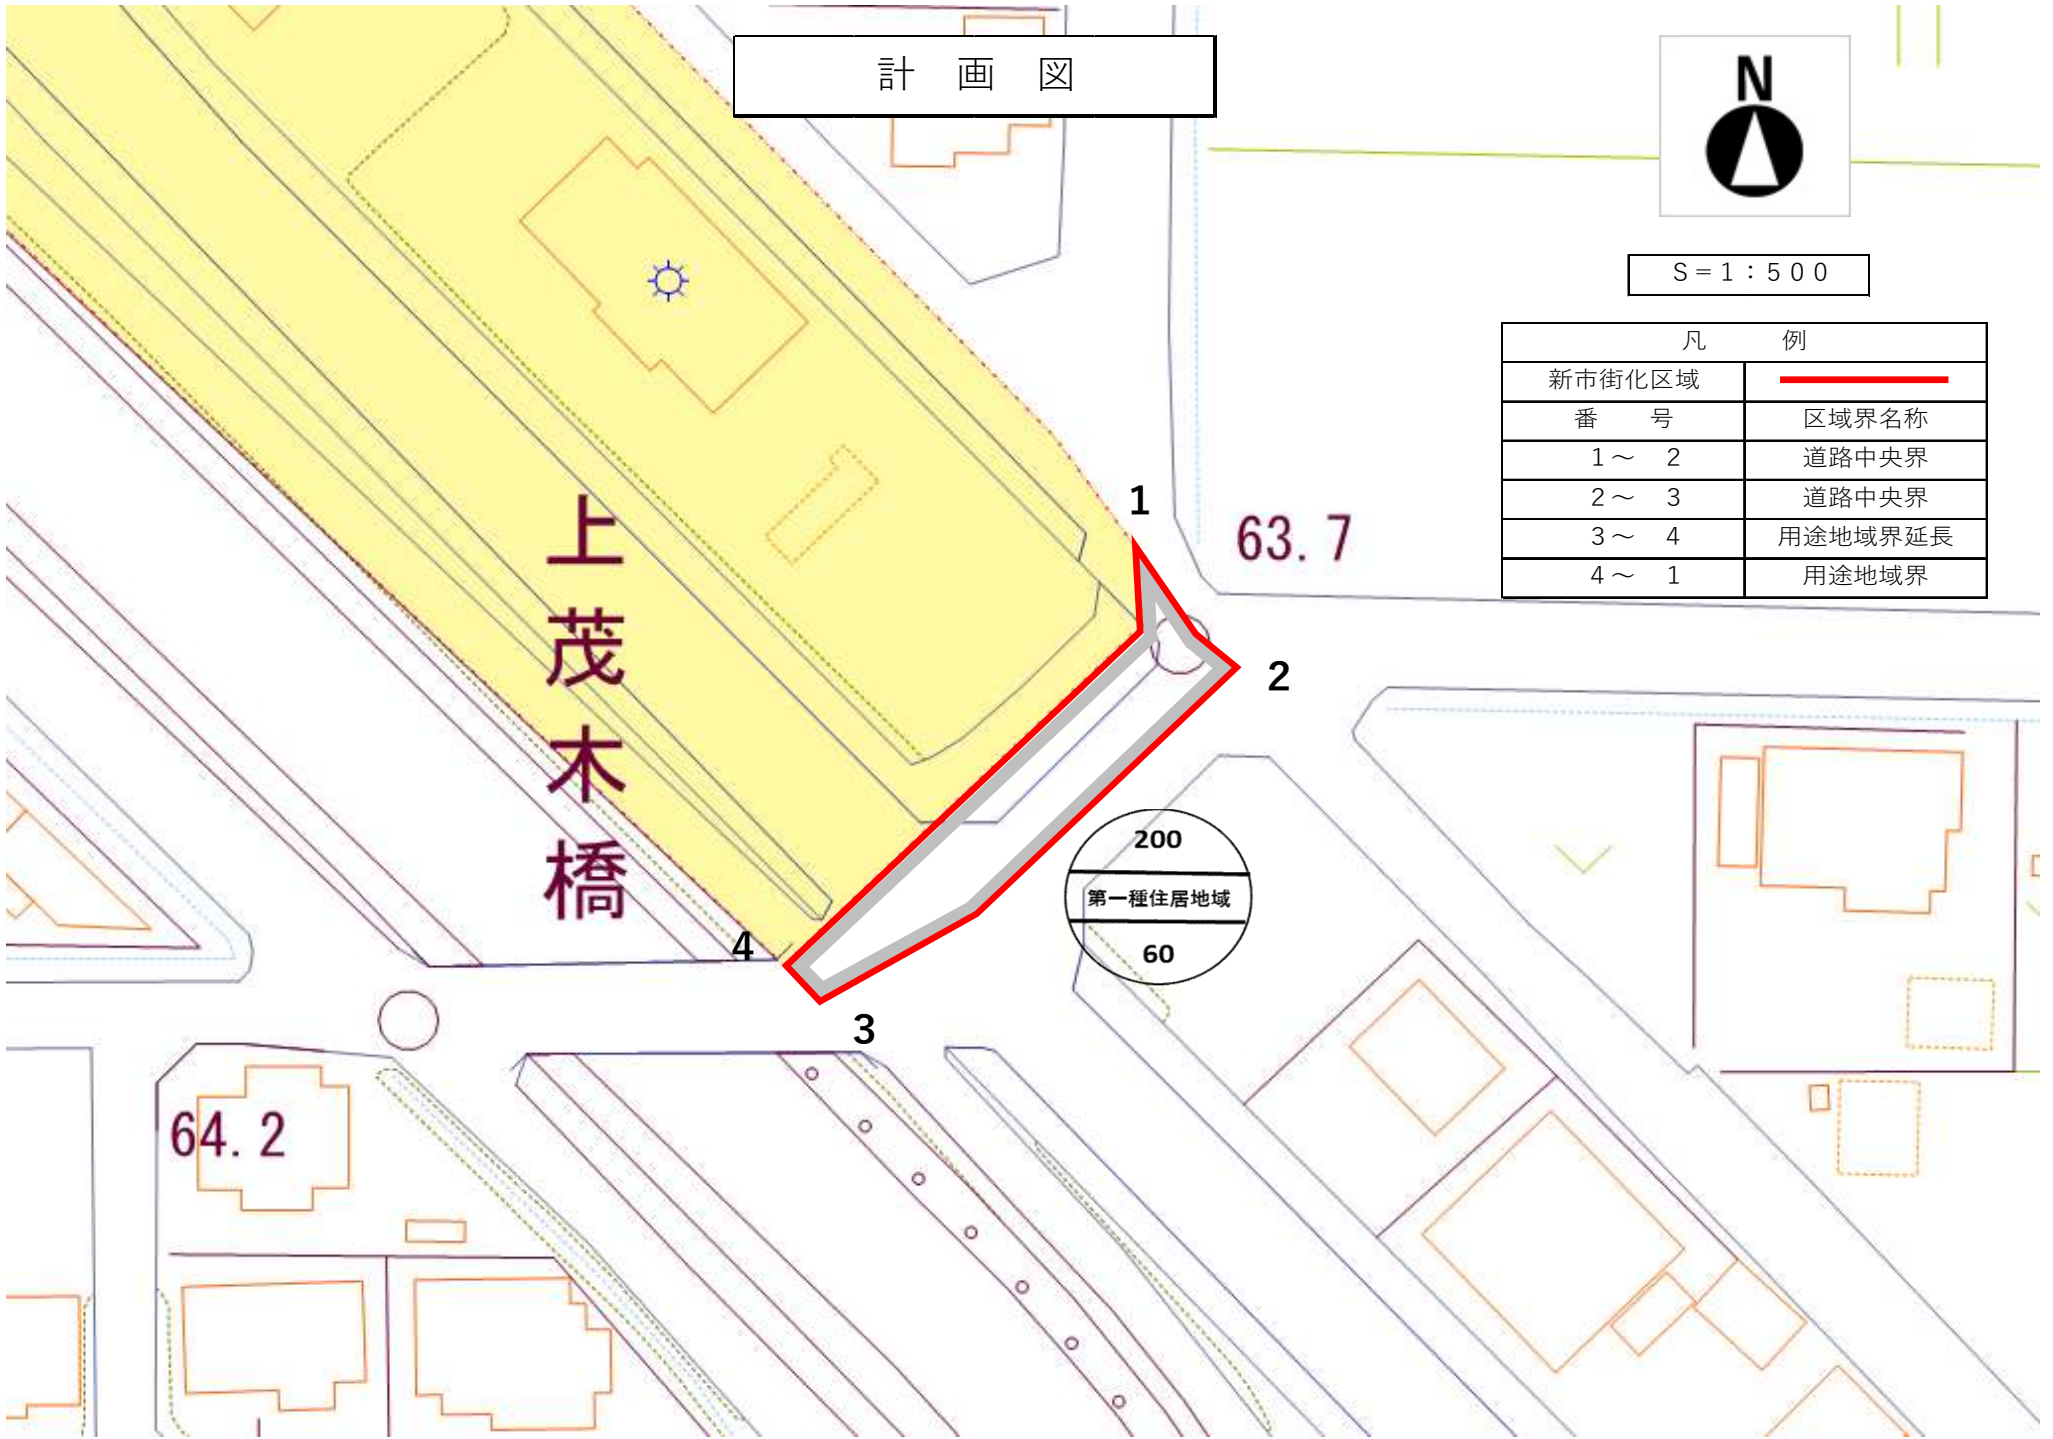 計 画 図
N
S=1:500
凡 例
新市街化区域
番 号 区域界名称
1～ 2 道路中央界
2～ 3 道路中央界
3～ 4 用途地域界延長
4～ 1 用途地域界
1
63.7
上茂木橋
2
200
第一種住居地域
60
4
3
64.2